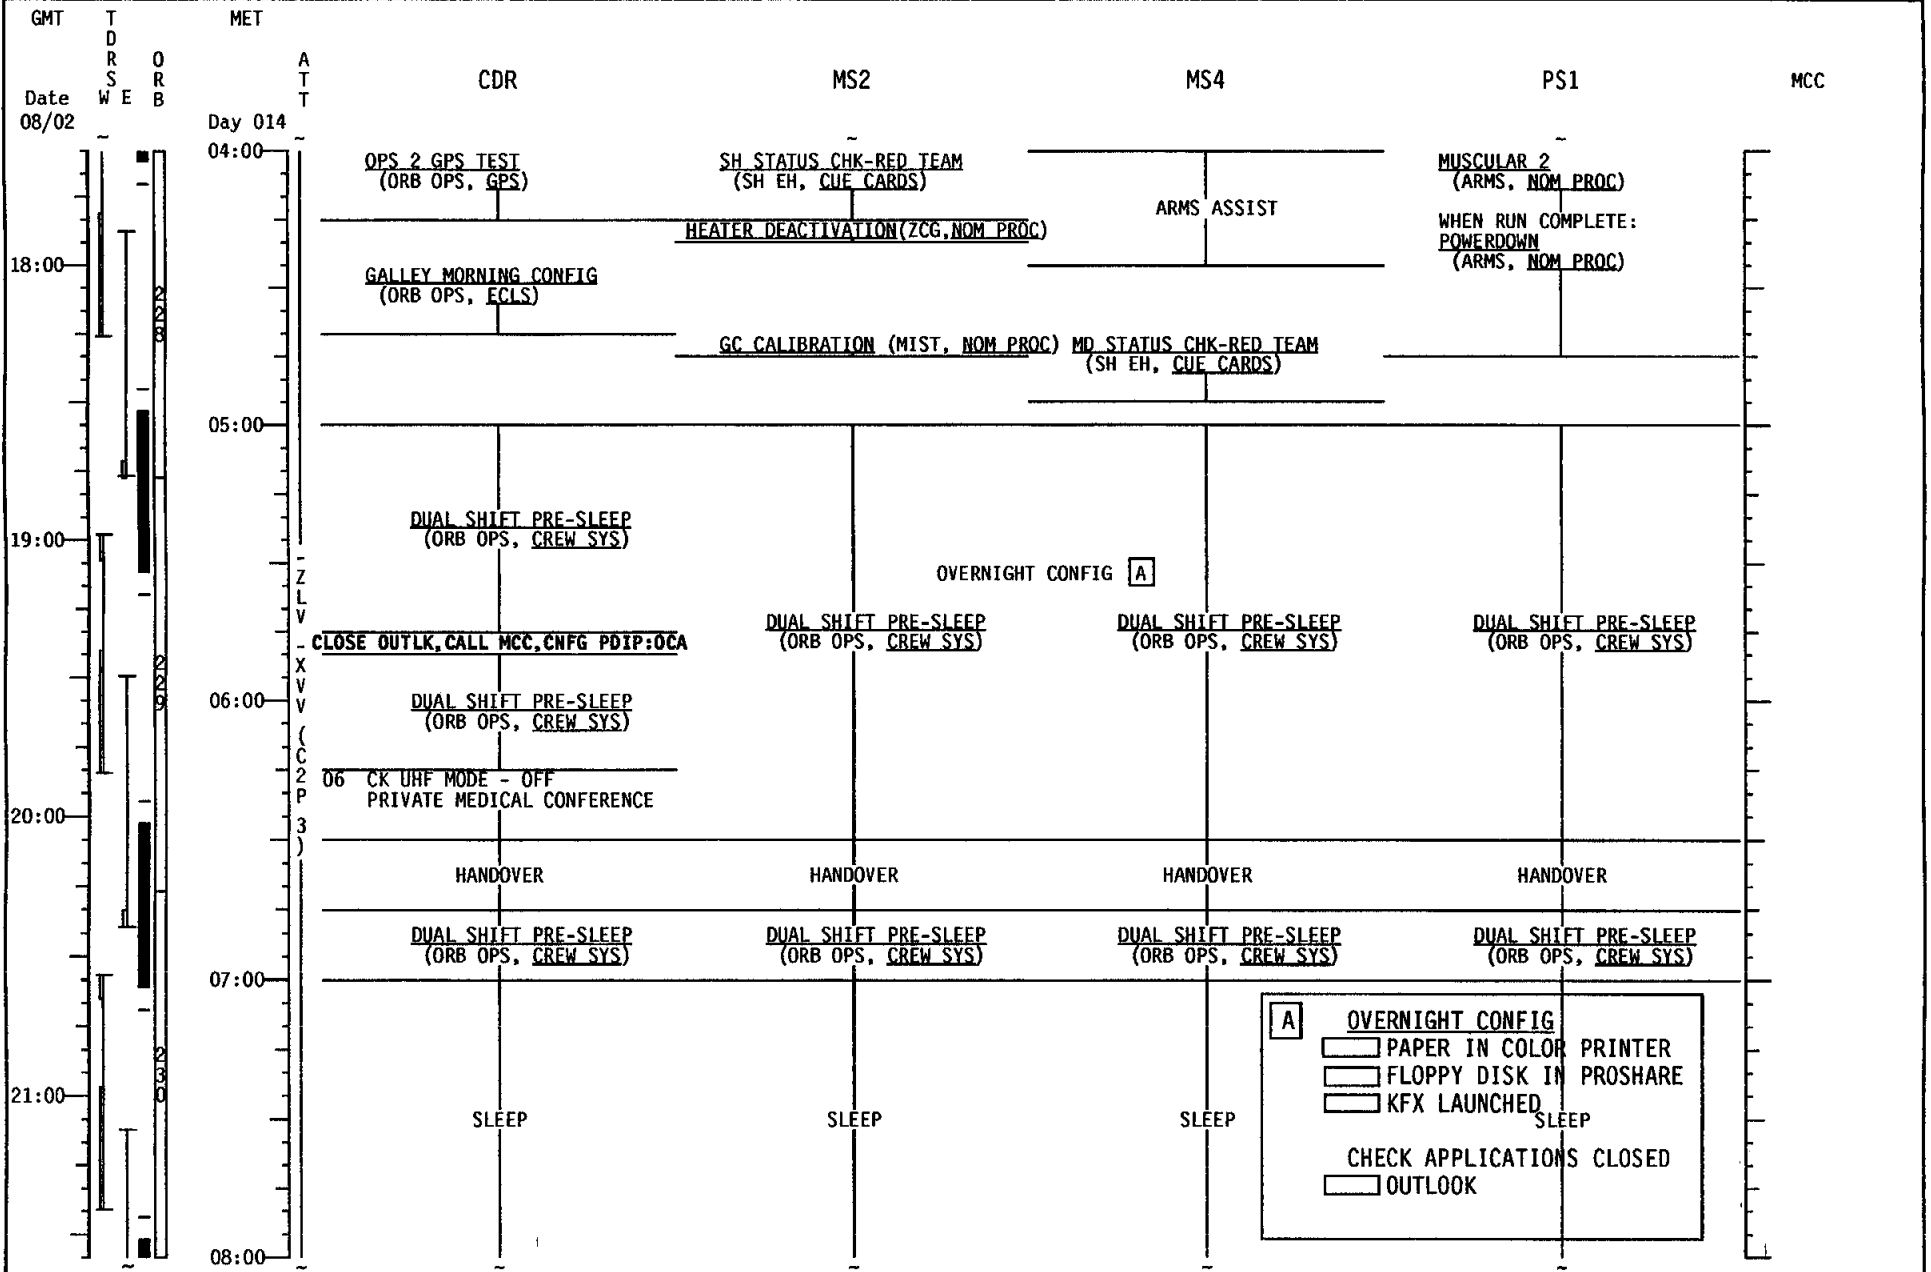 GMT
TDRS
W E
ORB
MET
ATT
CDR
MS2
MS4
PS1
MCC
Date
08/02
Day 014
04:00
OPS 2 GPS TEST
(ORB OPS, GPS)
SH STATUS CHK-RED TEAM
(SH EH, CUE CARDS)
ARMS ASSIST
MUSCULAR 2
(ARMS, NOM PROC)
WHEN RUN COMPLETE:
POWERDOWN
(ARMS, NOM PROC)
HEATER DEACTIVATION(ZCG,NOM PROC)
18:00
228
GALLEY MORNING CONFIG
(ORB OPS, ECLS)
GC CALIBRATION (MIST, NOM PROC)
MD STATUS CHK-RED TEAM
(SH EH, CUE CARDS)
05:00
DUAL SHIFT PRE-SLEEP
(ORB OPS, CREW SYS)
19:00
-ZLV -XVV (C2P 3)
OVERNIGHT CONFIG A
DUAL SHIFT PRE-SLEEP
(ORB OPS, CREW SYS)
DUAL SHIFT PRE-SLEEP
(ORB OPS, CREW SYS)
DUAL SHIFT PRE-SLEEP
(ORB OPS, CREW SYS)
CLOSE OUTLK,CALL MCC,CNFG PDIP:OCA
229
06:00
DUAL SHIFT PRE-SLEEP
(ORB OPS, CREW SYS)
06 CK UHF MODE - OFF
PRIVATE MEDICAL CONFERENCE
20:00
HANDOVER
HANDOVER
HANDOVER
HANDOVER
DUAL SHIFT PRE-SLEEP
(ORB OPS, CREW SYS)
DUAL SHIFT PRE-SLEEP
(ORB OPS, CREW SYS)
DUAL SHIFT PRE-SLEEP
(ORB OPS, CREW SYS)
DUAL SHIFT PRE-SLEEP
(ORB OPS, CREW SYS)
07:00
230
21:00
SLEEP
SLEEP
SLEEP
SLEEP
A OVERNIGHT CONFIG
PAPER IN COLOR PRINTER
FLOPPY DISK IN PROSHARE
KFX LAUNCHED
CHECK APPLICATIONS CLOSED
OUTLOOK
08:00